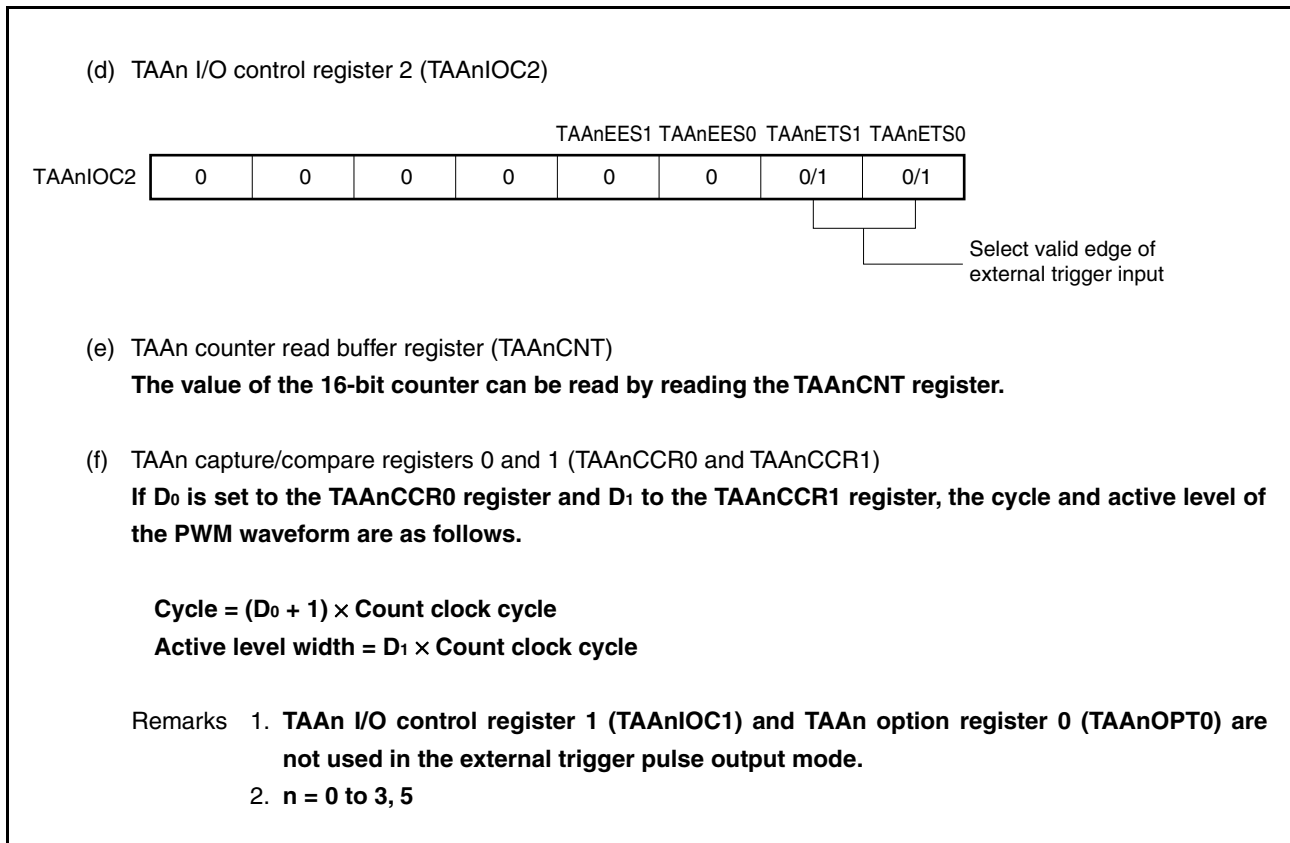 (d) TAAn I/O control register 2 (TAAnIOC2)
TAAnEES1 TAAnEES0 TAAnETS1 TAAnETS0
TAAnIOC2 0 0 0 0 0 0 0/1 0/1
Select valid edge of
external trigger input
(e) TAAn counter read buffer register (TAAnCNT)
The value of the 16-bit counter can be read by reading the TAAnCNT register.
(f) TAAn capture/compare registers 0 and 1 (TAAnCCR0 and TAAnCCR1)
If D0 is set to the TAAnCCR0 register and D1 to the TAAnCCR1 register, the cycle and active level of
the PWM waveform are as follows.
Cycle = (D0 + 1) × Count clock cycle
Active level width = D1 × Count clock cycle
Remarks 1. TAAn I/O control register 1 (TAAnIOC1) and TAAn option register 0 (TAAnOPT0) are
not used in the external trigger pulse output mode.
2. n = 0 to 3, 5